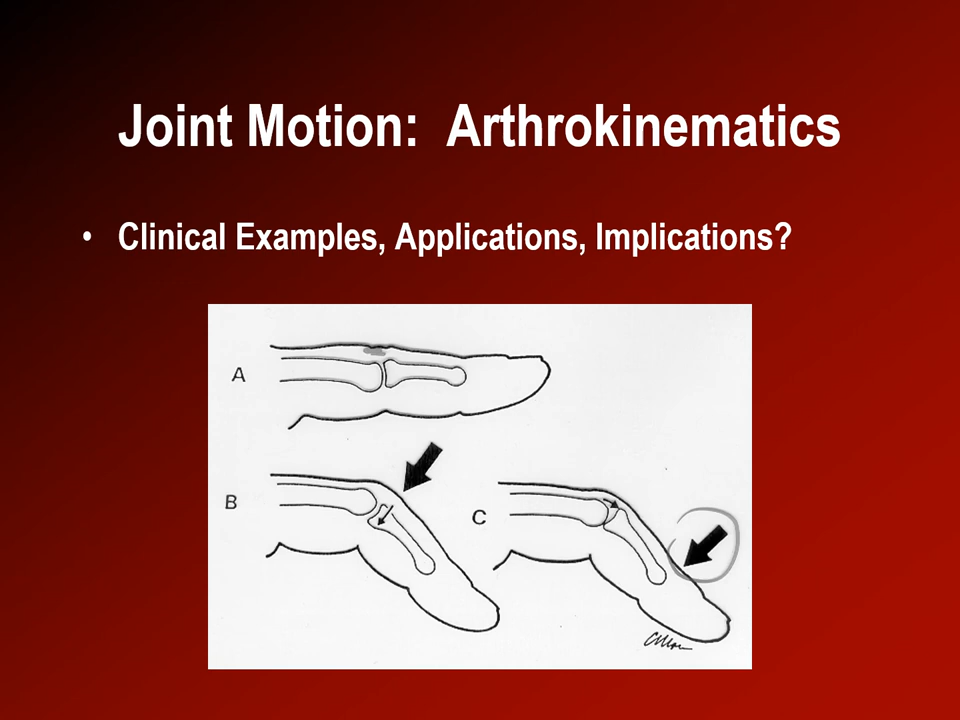 Joint Motion: Arthrokinematics
• Clinical Examples, Applications, Implications?
A
B
C